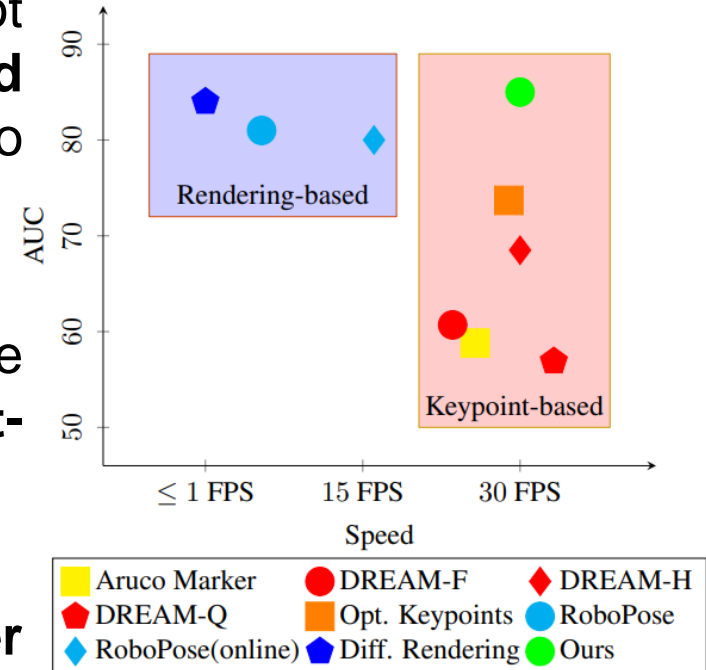 90
80
70
60
50
AUC
Rendering-based
Keypoint-based
≤ 1 FPS 15 FPS 30 FPS
Speed
Aruco Marker DREAM-F DREAM-H
DREAM-Q Opt. Keypoints RoboPose
RoboPose(online) Diff. Rendering Ours